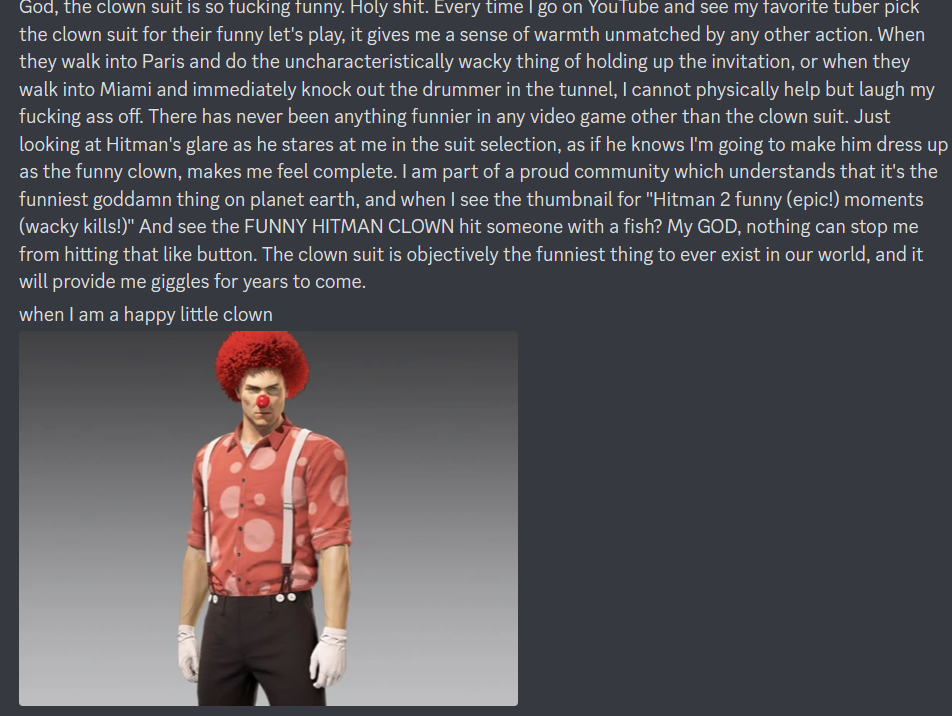 God, the clown suit is so fucking funny. Holy shit. Every time I go on YouTube and see my favorite tuber pick
the clown suit for their funny let's play, it gives me a sense of warmth unmatched by any other action. When
they walk into Paris and do the uncharacteristically wacky thing of holding up the invitation, or when they
walk into Miami and immediately knock out the drummer in the tunnel, I cannot physically help but laugh my
fucking ass off. There has never been anything funnier in any video game other than the clown suit. Just
looking at Hitman's glare as he stares at me in the suit selection, as if he knows I'm going to make him dress up
as the funny clown, makes me feel complete. I am part of a proud community which understands that it's the
funniest goddamn thing on planet earth, and when I see the thumbnail for "Hitman 2 funny (epic!) moments
(wacky kills!)" And see the FUNNY HITMAN CLOWN hit someone with a fish? My GOD, nothing can stop me
from hitting that like button. The clown suit is objectively the funniest thing to ever exist in our world, and it
will provide me giggles for years to come.
when I am a happy little clown